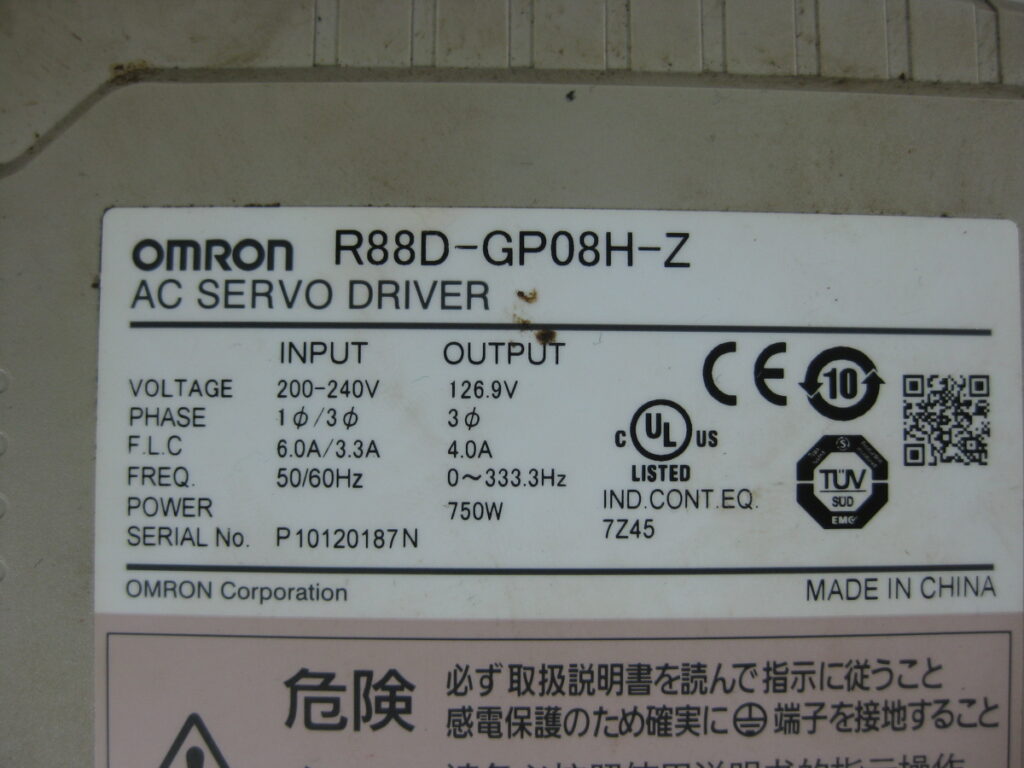 OMRON R88D-GP08H-Z
AC SERVO DRIVER
INPUT OUTPUT
VOLTAGE 200-240V 126.9V
PHASE 1φ/3φ 3φ
F.L.C 6.0A/3.3A 4.0A
FREQ. 50/60Hz 0～333.3Hz
POWER 750W
SERIAL No. P10120187N
CE 10
C UL US
LISTED
IND.CONT.EQ.
7Z45
TÜV
SÜD
EMC
OMRON Corporation MADE IN CHINA
危険
必ず取扱説明書を読んで指示に従うこと
感電保護のため確実に端子を接地すること